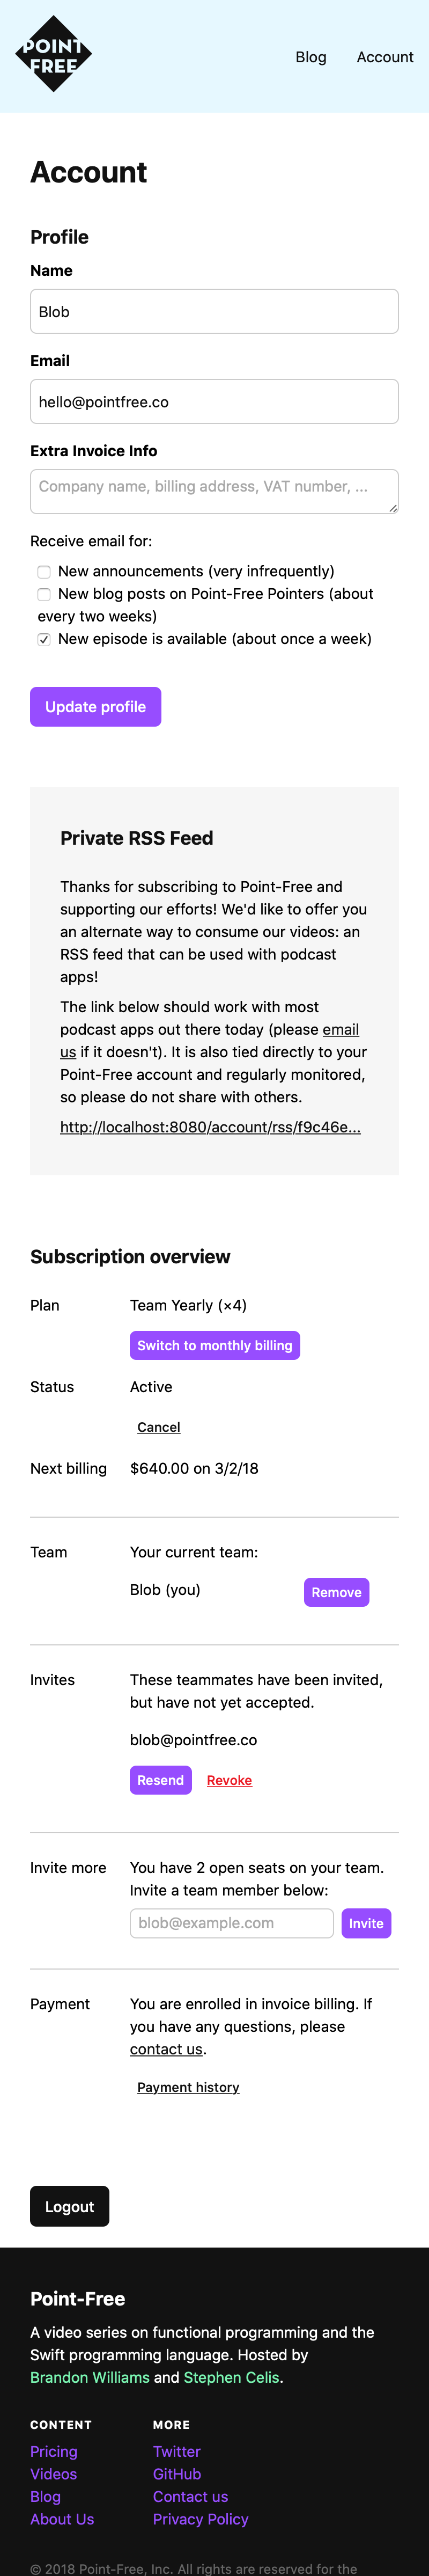 POINT
FREE
Blog
Account
Account
Profile
Name
Blob
Email
hello@pointfree.co
Extra Invoice Info
Company name, billing address, VAT number, ...
Receive email for:
New announcements (very infrequently)
New blog posts on Point-Free Pointers (about
every two weeks)
New episode is available (about once a week)
Update profile
Private RSS Feed
Thanks for subscribing to Point-Free and
supporting our efforts! We'd like to offer you
an alternate way to consume our videos: an
RSS feed that can be used with podcast
apps!
The link below should work with most
podcast apps out there today (please email
us if it doesn't). It is also tied directly to your
Point-Free account and regularly monitored,
so please do not share with others.
http://localhost:8080/account/rss/f9c46e...
Subscription overview
Plan
Team Yearly (×4)
Switch to monthly billing
Status
Active
Cancel
Next billing
$640.00 on 3/2/18
Team
Your current team:
Blob (you)
Remove
Invites
These teammates have been invited,
but have not yet accepted.
blob@pointfree.co
Resend
Revoke
Invite more
You have 2 open seats on your team.
Invite a team member below:
blob@example.com
Invite
Payment
You are enrolled in invoice billing. If
you have any questions, please
contact us.
Payment history
Logout
Point-Free
A video series on functional programming and the
Swift programming language. Hosted by
Brandon Williams and Stephen Celis.
CONTENT
Pricing
Videos
Blog
About Us
MORE
Twitter
GitHub
Contact us
Privacy Policy
© 2018 Point-Free, Inc. All rights are reserved for the